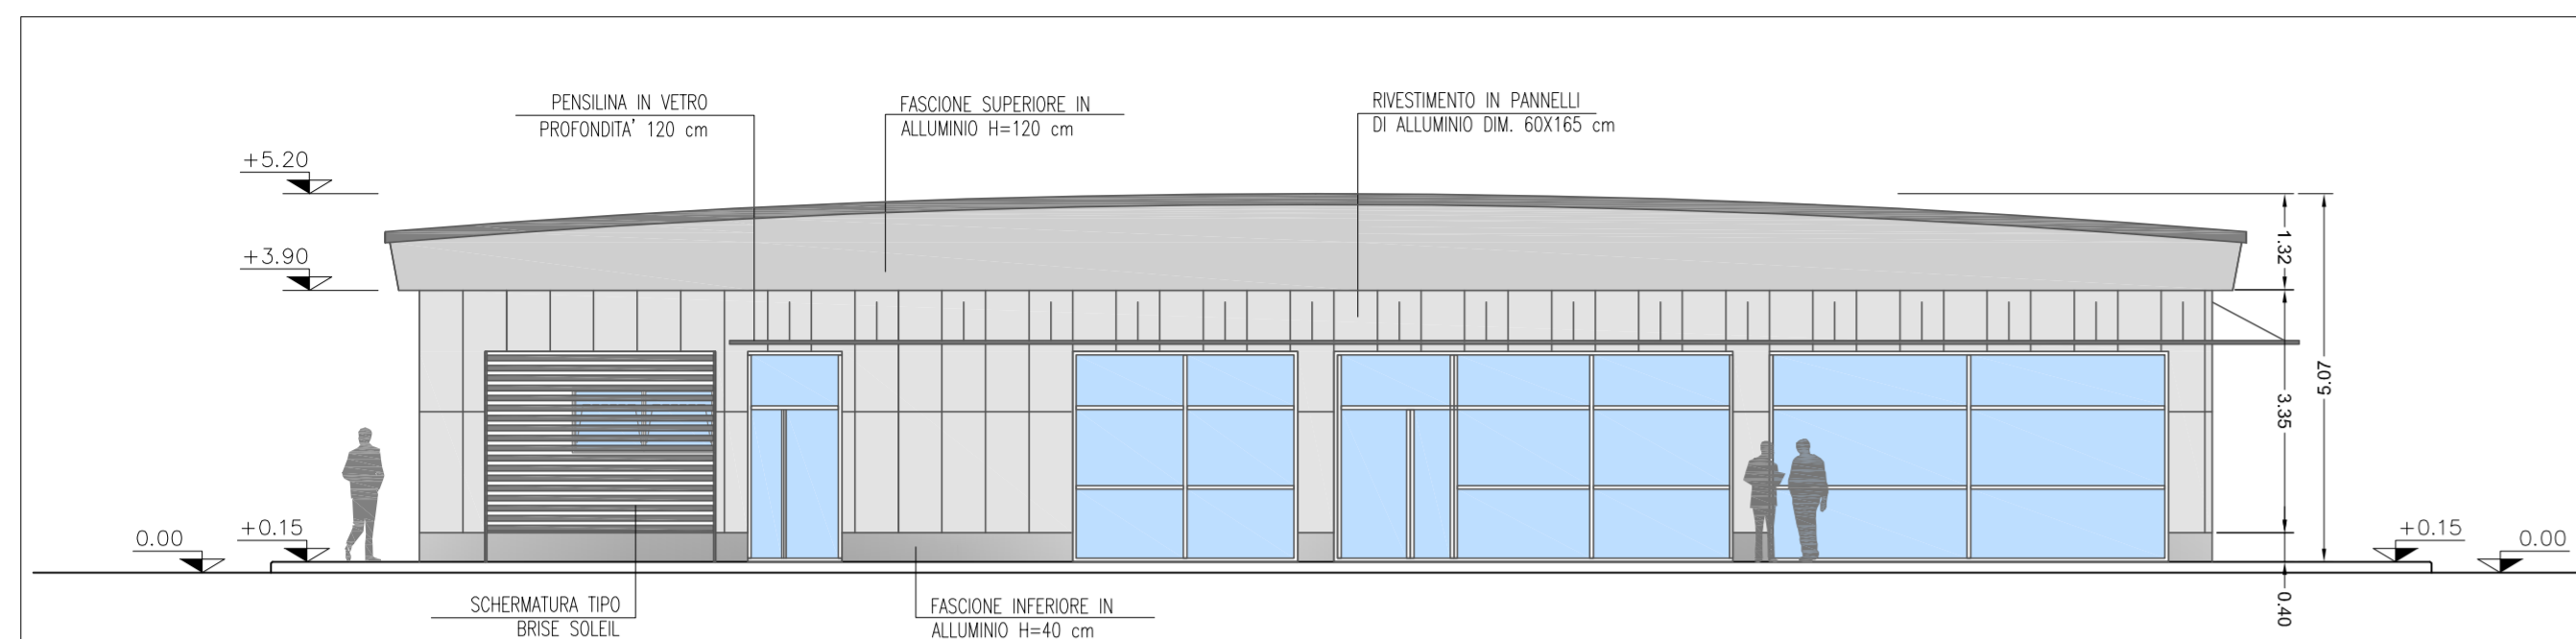 PENSILINA IN VETRO
PROFONDITA' 120 cm
FASCIONE SUPERIORE IN
ALLUMINIO H=120 cm
RIVESTIMENTO IN PANNELLI
DI ALLUMINIO DIM. 60X165 cm
+5.20
+3.90
1.32
5.07
3.35
0.00
+0.15
+0.15
0.00
0.40
SCHERMATURA TIPO
BRISE SOLEIL
FASCIONE INFERIORE IN
ALLUMINIO H=40 cm